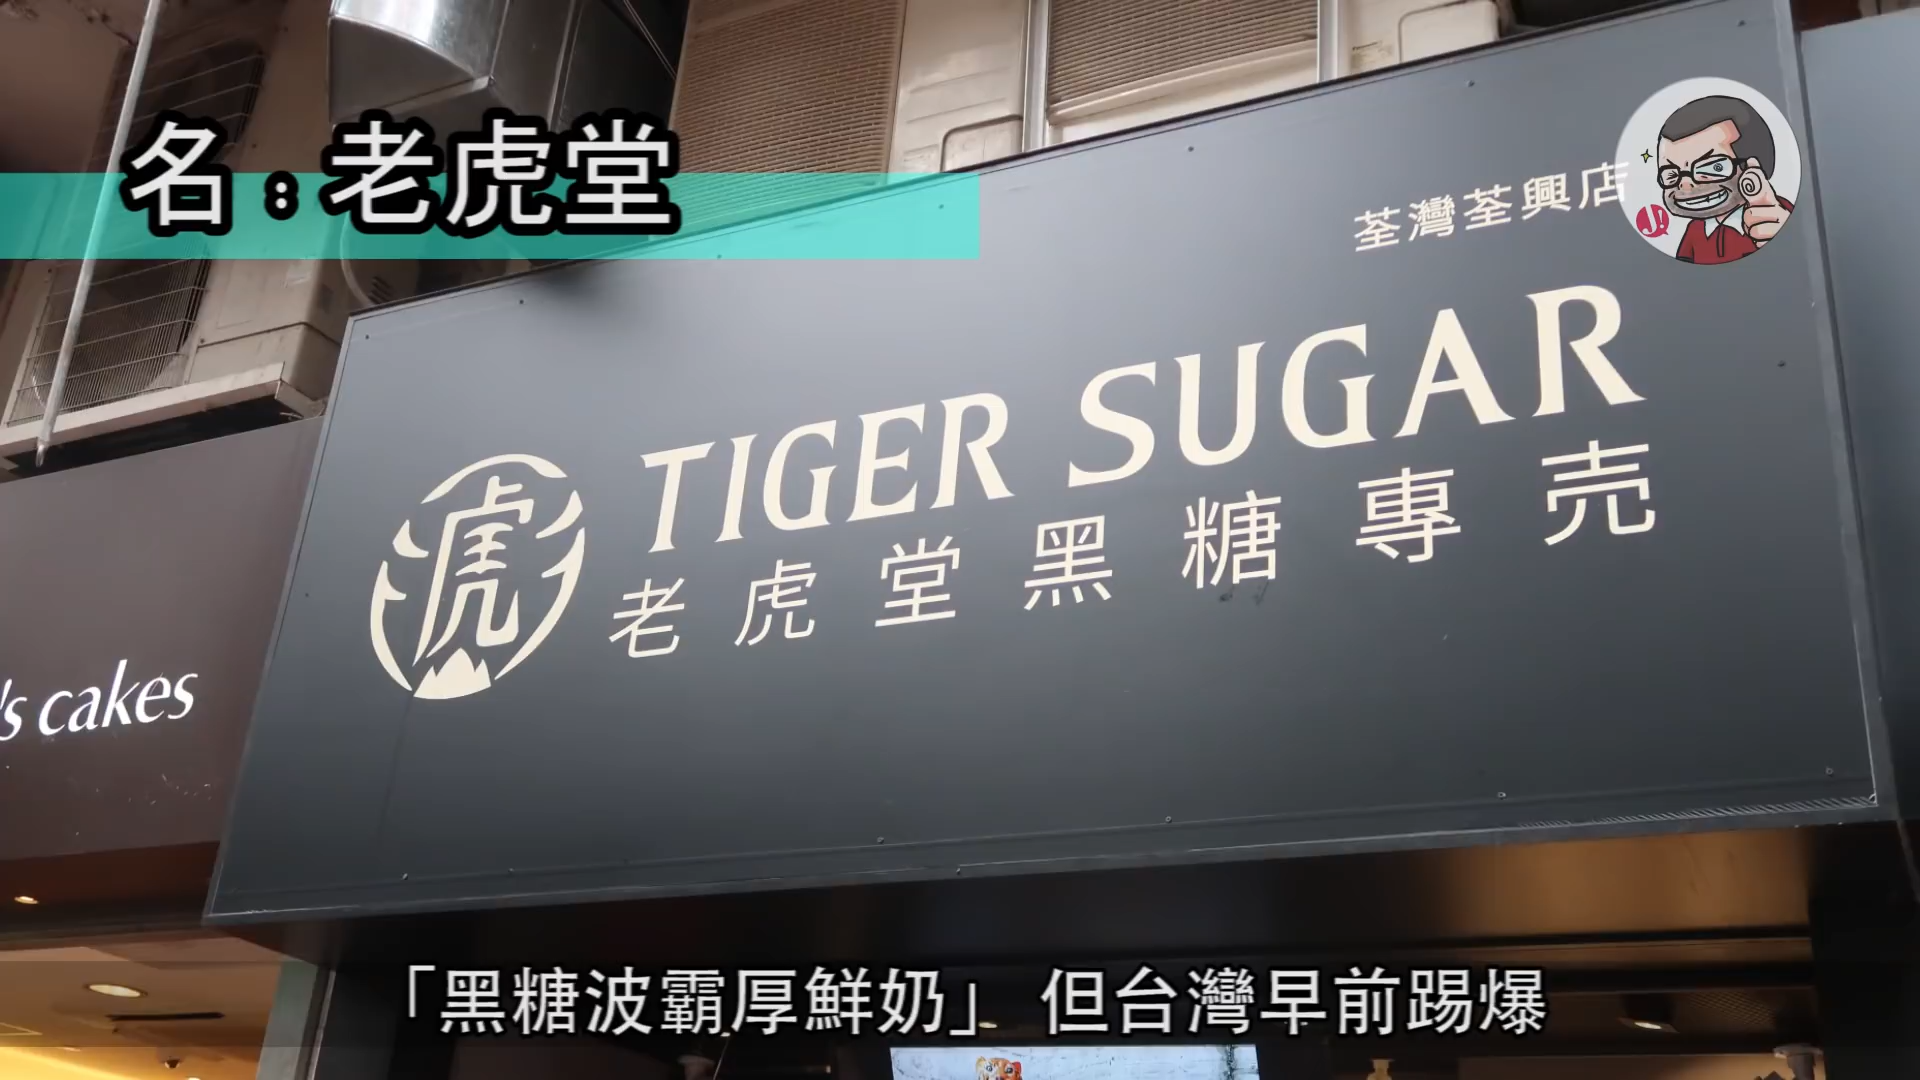 名：老虎堂
荃灣荃興店
TIGER SUGAR
老虎堂黑糖專売
's cakes
「黑糖波霸厚鮮奶」 但台灣早前踢爆